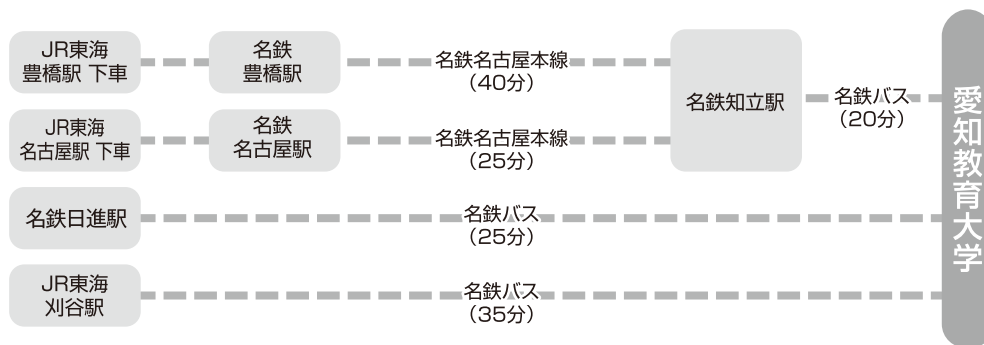 JR東海
豊橋駅 下車
名鉄
豊橋駅
名鉄名古屋本線
(40分)
JR東海
名古屋駅 下車
名鉄
名古屋駅
名鉄名古屋本線
(25分)
名鉄知立駅
名鉄バス
(20分)
名鉄日進駅
名鉄バス
(25分)
JR東海
刈谷駅
名鉄バス
(35分)
愛知教育大学